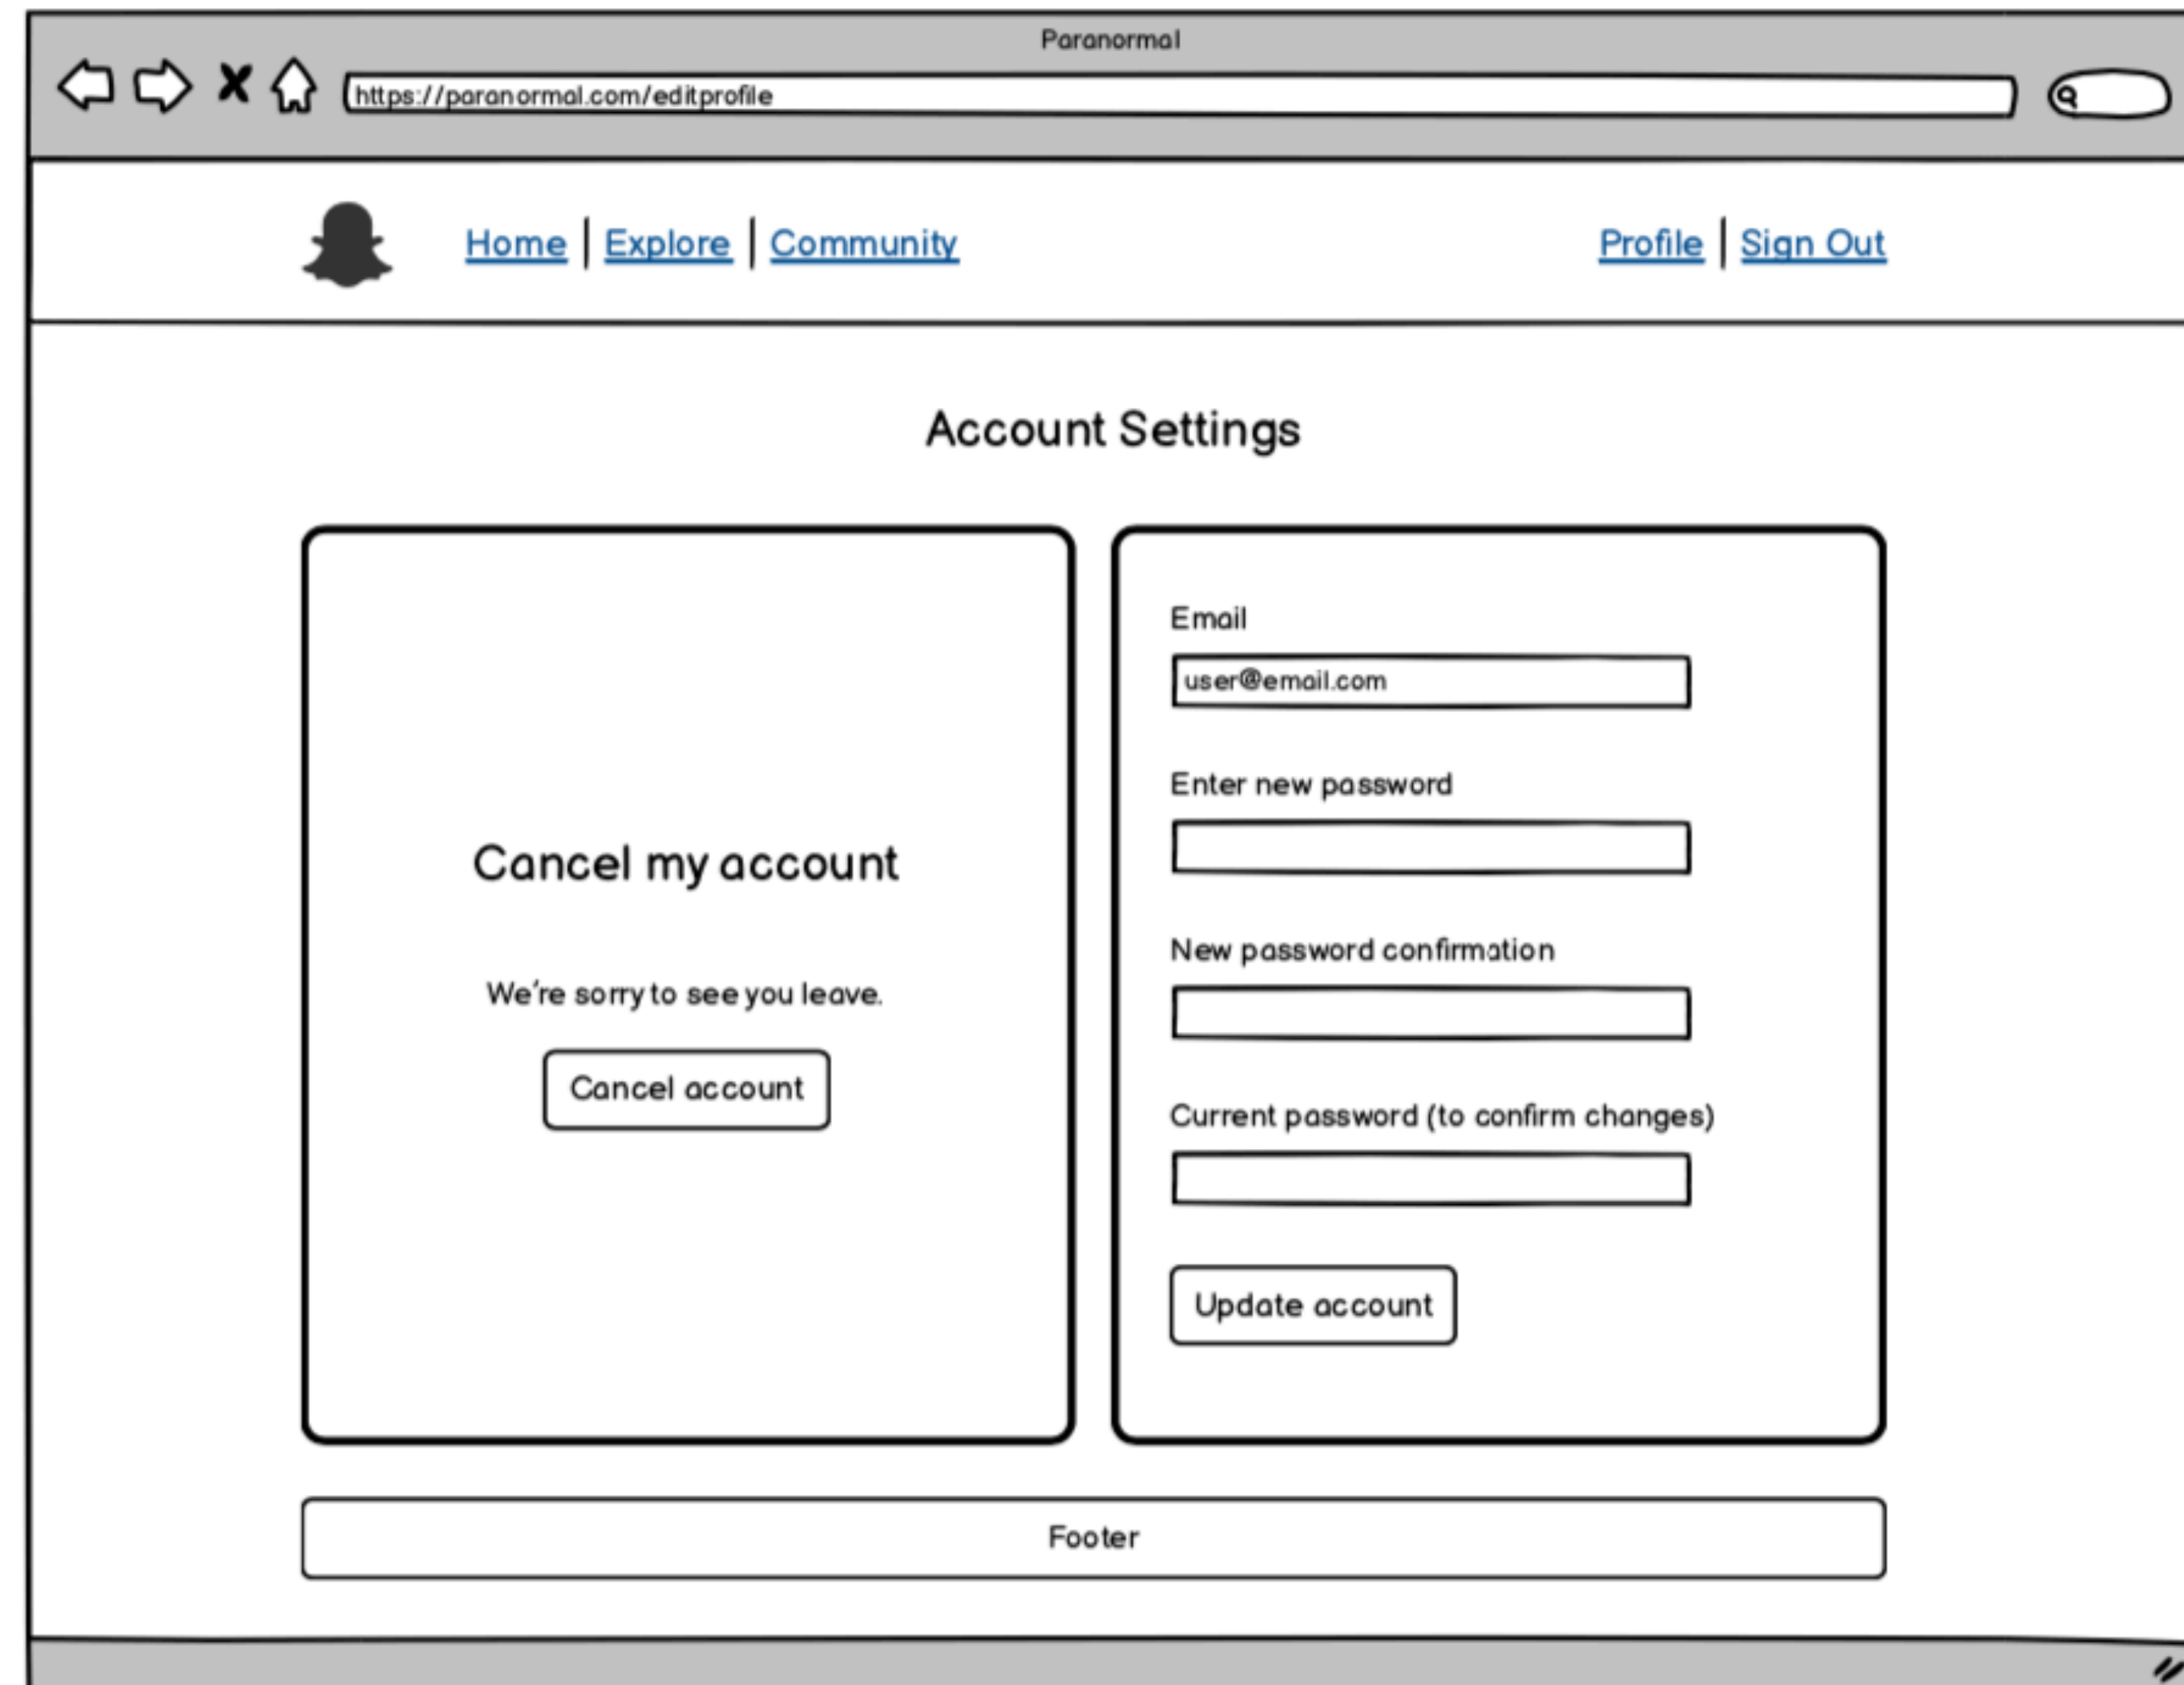 Paranormal
https://paranormal.com/editprofile
Home | Explore | Community
Profile | Sign Out
Account Settings
Cancel my account
We're sorry to see you leave.
Cancel account
Email
user@email.com
Enter new password
New password confirmation
Current password (to confirm changes)
Update account
Footer